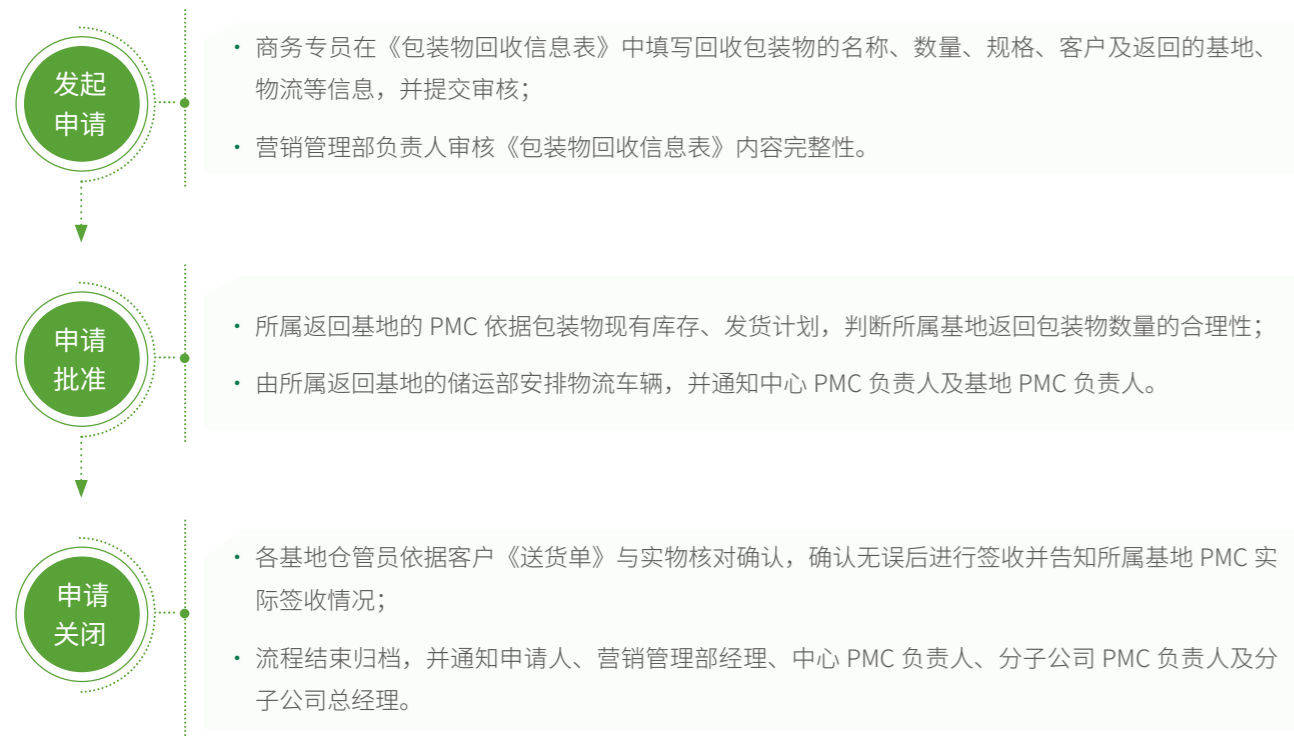 发起
申请
• 商务专员在《包装物回收信息表》中填写回收包装物的名称、数量、规格、客户及返回的基地、
物流等信息，并提交审核；
• 营销管理部负责人审核《包装物回收信息表》内容完整性。
申请
批准
• 所属返回基地的 PMC 依据包装物现有库存、发货计划，判断所属基地返回包装物数量的合理性；
• 由所属返回基地的储运部安排物流车辆，并通知中心 PMC 负责人及基地 PMC 负责人。
申请
关闭
• 各基地仓管员依据客户《送货单》与实物核对确认，确认无误后进行签收并告知所属基地 PMC 实
际签收情况；
• 流程结束归档，并通知申请人、营销管理部经理、中心 PMC 负责人、分子公司 PMC 负责人及分
子公司总经理。